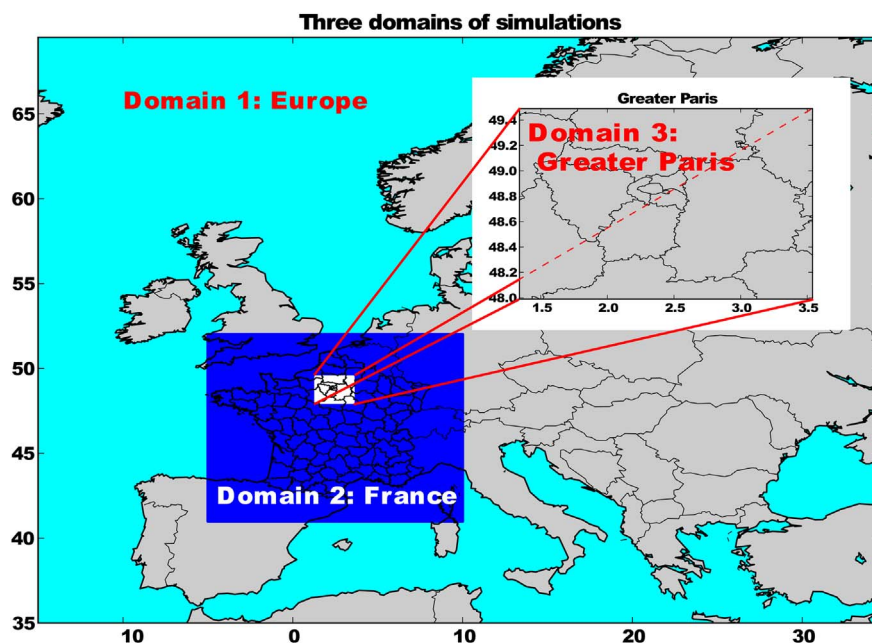 Three domains of simulations
Domain 1: Europe
Greater Paris
Domain 3:
Greater Paris
49.4
49.2
49.0
48.8
48.6
48.4
48.2
48.0
1.5 2.0 2.5 3.0 3.5
Domain 2: France
65
60
55
50
45
40
35
10 0 10 20 30